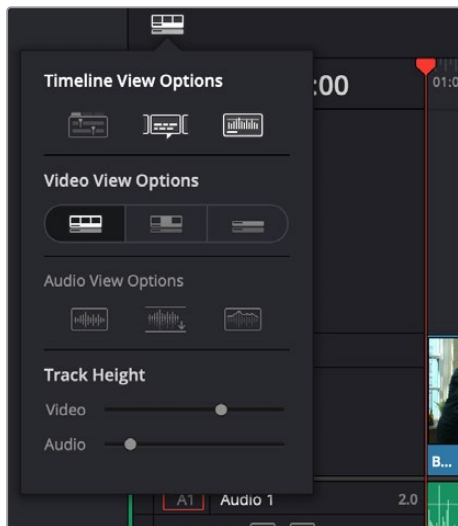 Timeline View Options
:00
01:0
Video View Options
Audio View Options
Track Height
Video
Audio
B...
A1 Audio 1 2.0